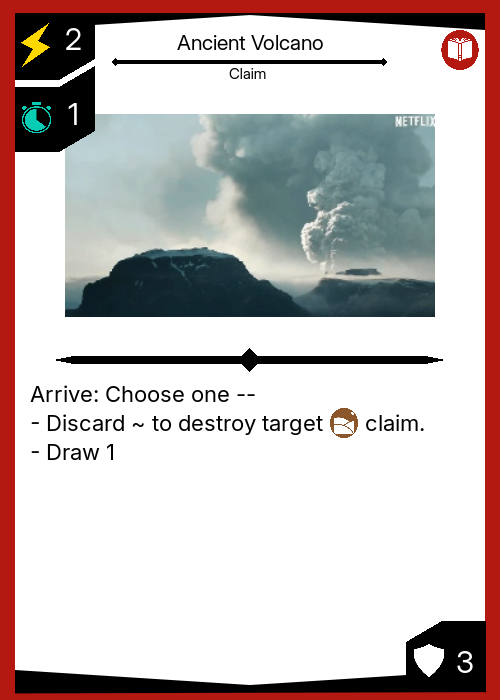 2
Ancient Volcano
Claim
1
NETFLIX
Arrive: Choose one --
- Discard ~ to destroy target claim.
- Draw 1
3